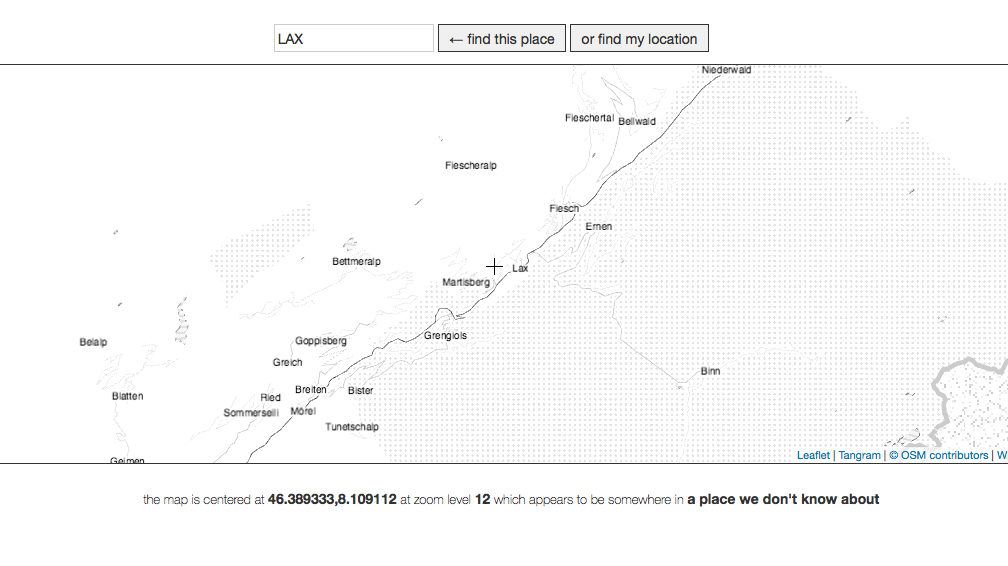 LAX
← find this place
or find my location
Niederwald
Fieschertal
Bellwald
Fiescheralp
Fiesch
Ernen
Bettmeralp
Lax
Martisberg
Grengiols
Goppisberg
Belalp
Greich
Binn
Breiten
Bister
Blatten
Ried
Sommerseili
Mörel
Tunetschalp
Leaflet | Tangram | © OSM contributors | W
Geimen
the map is centered at 46.389333,8.109112 at zoom level 12 which appears to be somewhere in a place we don't know about